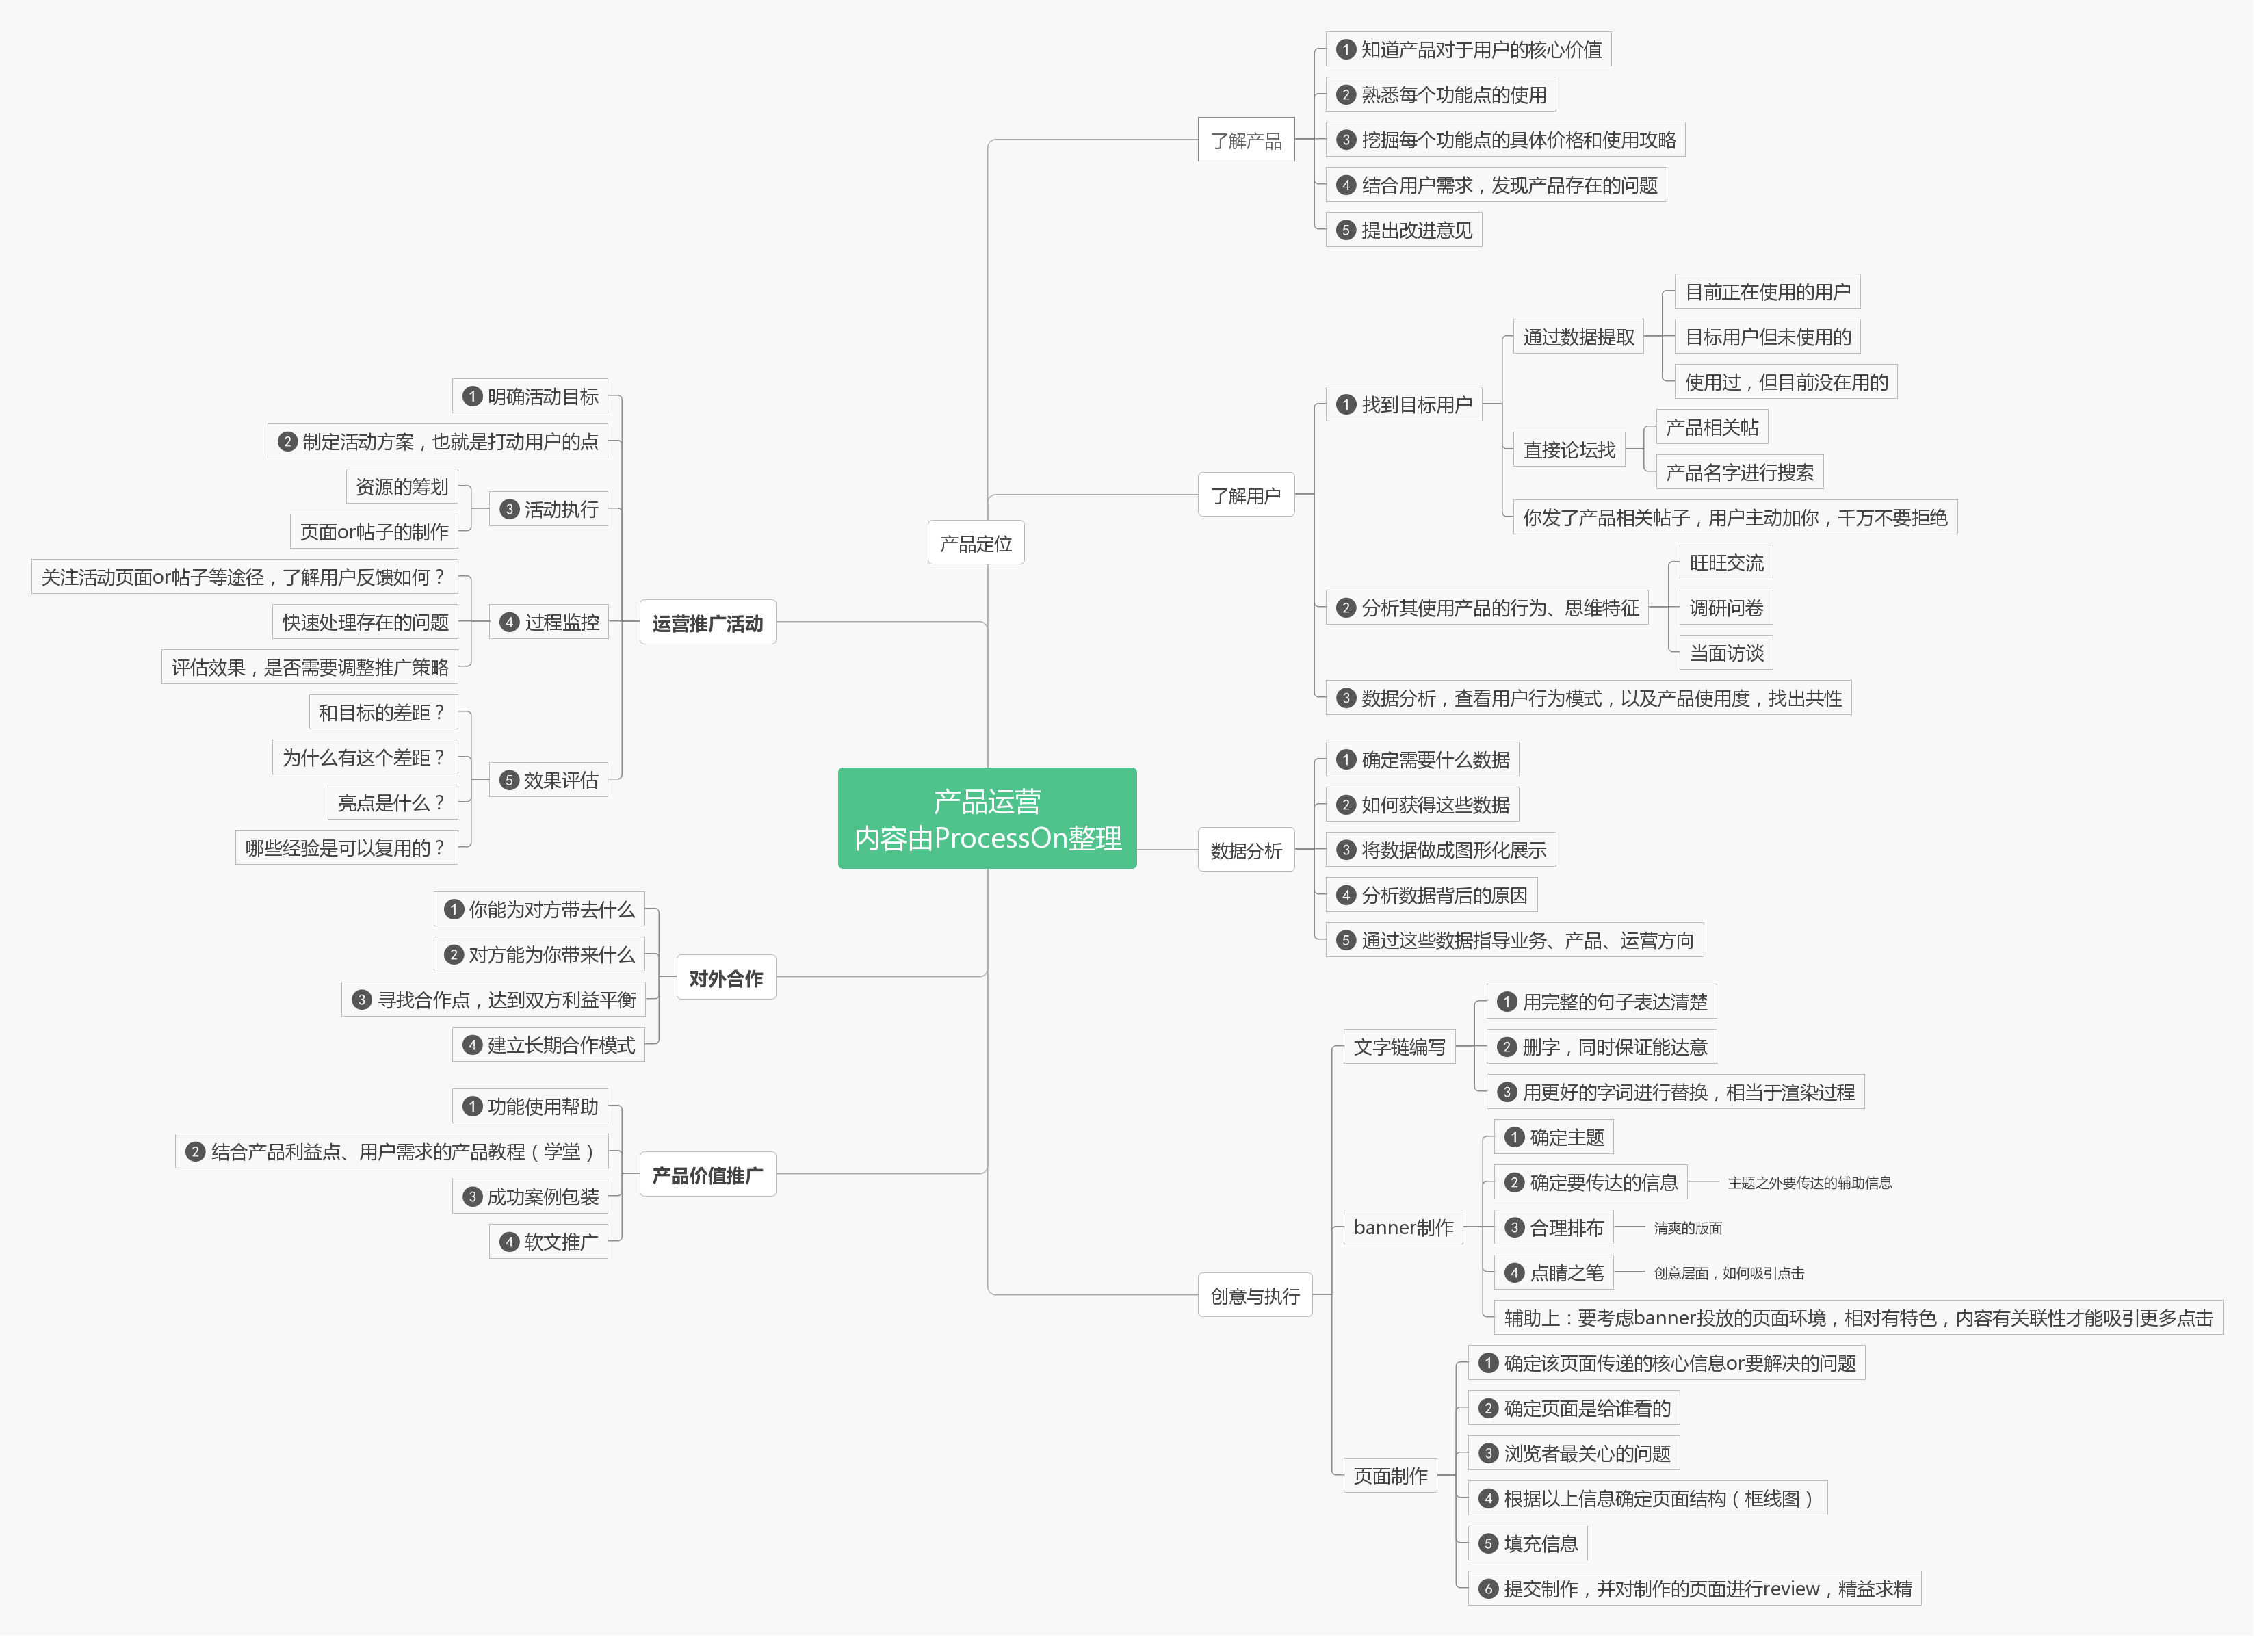 产品运营
内容由ProcessOn整理
产品定位
了解产品
1 知道产品对于用户的核心价值
2 熟悉每个功能点的使用
3 挖掘每个功能点的具体价格和使用攻略
4 结合用户需求，发现产品存在的问题
5 提出改进意见
了解用户
1 找到目标用户
通过数据提取
目前正在使用的用户
目标用户但未使用的
使用过，但目前没在用的
直接论坛找
产品相关帖
产品名字进行搜索
你发了产品相关帖子，用户主动加你，千万不要拒绝
2 分析其使用产品的行为、思维特征
旺旺交流
调研问卷
当面访谈
3 数据分析，查看用户行为模式，以及产品使用度，找出共性
数据分析
1 确定需要什么数据
2 如何获得这些数据
3 将数据做成图形化展示
4 分析数据背后的原因
5 通过这些数据指导业务、产品、运营方向
创意与执行
文字链编写
1 用完整的句子表达清楚
2 删字，同时保证能达意
3 用更好的字词进行替换，相当于渲染过程
banner制作
1 确定主题
2 确定要传达的信息
主题之外要传达的辅助信息
3 合理排布
清爽的版面
4 点睛之笔
创意层面，如何吸引点击
辅助上：要考虑banner投放的页面环境，相对有特色，内容有关联性才能吸引更多点击
页面制作
1 确定该页面传递的核心信息or要解决的问题
2 确定页面是给谁看的
3 浏览者最关心的问题
4 根据以上信息确定页面结构（框线图）
5 填充信息
6 提交制作，并对制作的页面进行review，精益求精
运营推广活动
1 明确活动目标
2 制定活动方案，也就是打动用户的点
3 活动执行
资源的筹划
页面or帖子的制作
4 过程监控
关注活动页面or帖子等途径，了解用户反馈如何？
快速处理存在的问题
评估效果，是否需要调整推广策略
5 效果评估
和目标的差距？
为什么有这个差距？
亮点是什么？
哪些经验是可以复用的？
对外合作
1 你能为对方带去什么
2 对方能为你带来什么
3 寻找合作点，达到双方利益平衡
4 建立长期合作模式
产品价值推广
1 功能使用帮助
2 结合产品利益点、用户需求的产品教程（学堂）
3 成功案例包装
4 软文推广